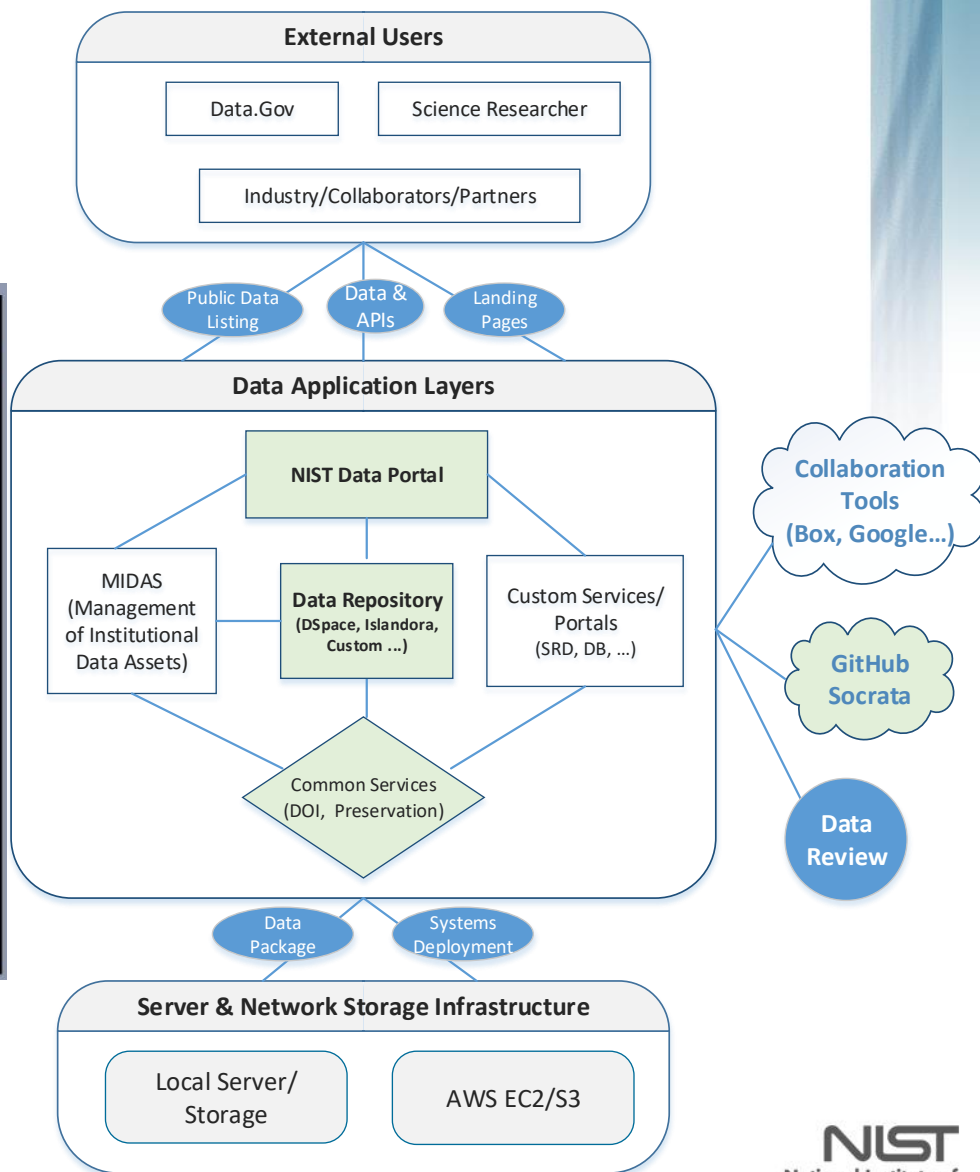 External Users
Data.Gov
Science Researcher
Industry/Collaborators/Partners
Public Data
Listing
Data &
APIs
Landing
Pages
Data Application Layers
NIST Data Portal
MIDAS
(Management
of Institutional
Data Assets)
Data Repository
(DSpace, Islandora,
Custom ...)
Custom Services/
Portals
(SRD, DB, ...)
Common Services
(DOI, Preservation)
Collaboration
Tools
(Box, Google...)
GitHub
Socrata
Data
Review
Data
Package
Systems
Deployment
Server & Network Storage Infrastructure
Local Server/
Storage
AWS EC2/S3
NIST